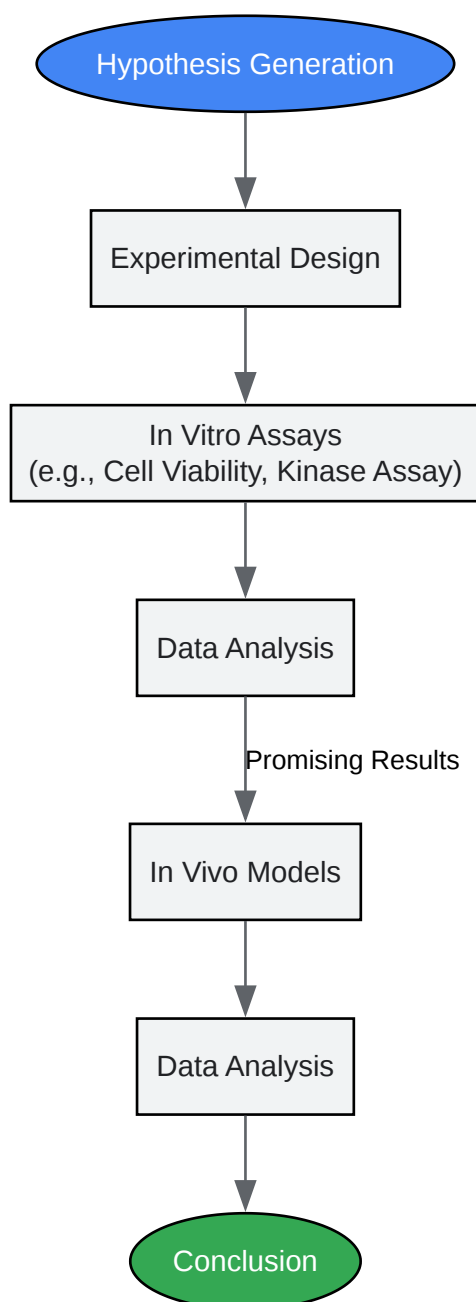 Hypothesis Generation
Experimental Design
In Vitro Assays
(e.g., Cell Viability, Kinase Assay)
Data Analysis
Promising Results
In Vivo Models
Data Analysis
Conclusion